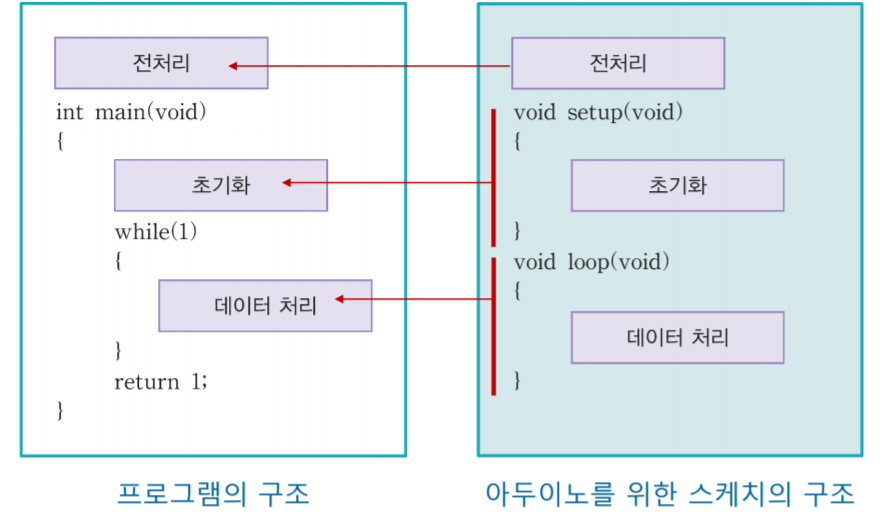 전처리
int main(void)
{
초기화
while(1)
{
데이터 처리
}
return 1;
}
프로그램의 구조
전처리
void setup(void)
{
초기화
}
void loop(void)
{
데이터 처리
}
아두이노를 위한 스케치의 구조